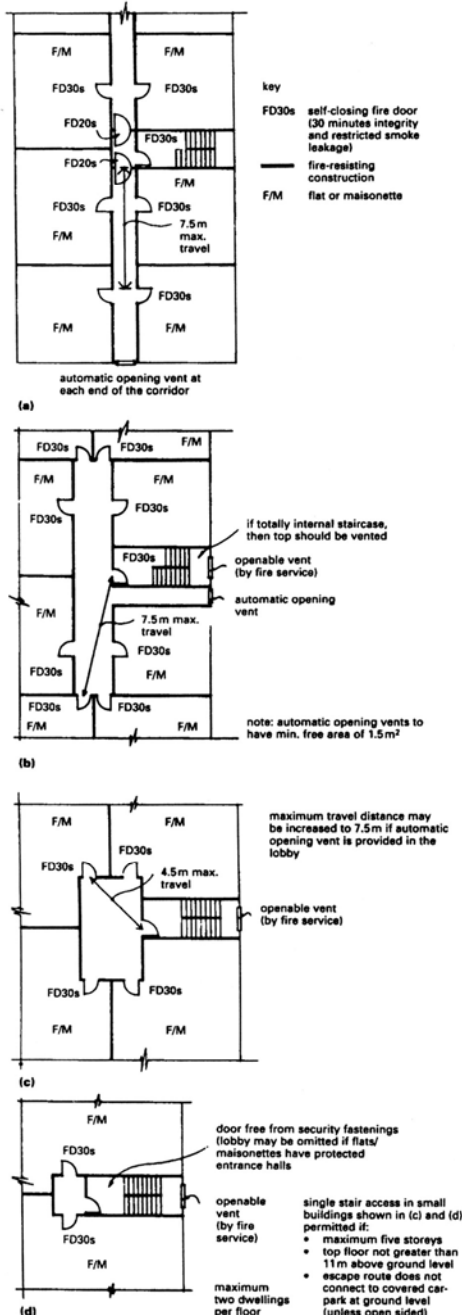 F/M
F/M
FD30s
FD30s
FD20s
FD30s
FD20s
F/M
FD30s
FD30s
F/M
7.5m
max.
travel
FD30s
F/M
F/M
key
FD30s self-closing fire door
(30 minutes integrity
and restricted smoke
leakage)
fire-resisting
construction
F/M flat or maisonette
automatic opening vent at
each end of the corridor
(a)
FD30s
FD30s
F/M
F/M
F/M
FD30s
FD30s
FD30s
if totally internal staircase,
then top should be vented
openable vent
(by fire service)
automatic opening
vent
F/M
7.5m max.
travel
FD30s
FD30s
F/M
FD30s
FD30s
F/M
F/M
note: automatic opening vents to
have min. free area of 1.5m²
(b)
F/M
F/M
FD30s
FD30s
4.5m max.
travel
maximum travel distance may
be increased to 7.5m if automatic
opening vent is provided in the
lobby
openable vent
(by fire service)
FD30s
FD30s
F/M
F/M
(c)
F/M
FD30s
door free from security fastenings
(lobby may be omitted if flats/
maisonettes have protected
entrance halls
openable
vent
(by fire
service)
FD30s
F/M
maximum
two dwellings
per floor
single stair access in small
buildings shown in (c) and (d)
permitted if:
• maximum five storeys
• top floor not greater than
11m above ground level
• escape route does not
connect to covered car-
park at ground level
(unless open sided)
(d)